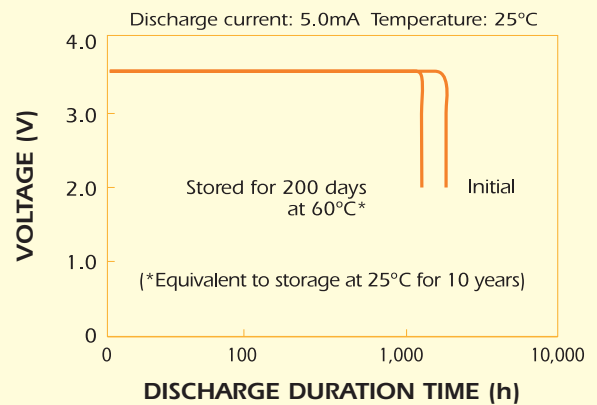 Discharge current: 5.0mA Temperature: 25°C
4.0
3.0
2.0
1.0
0
VOLTAGE (V)
Stored for 200 days
at 60°C*
Initial
(*Equivalent to storage at 25°C for 10 years)
0 100 1,000 10,000
DISCHARGE DURATION TIME (h)